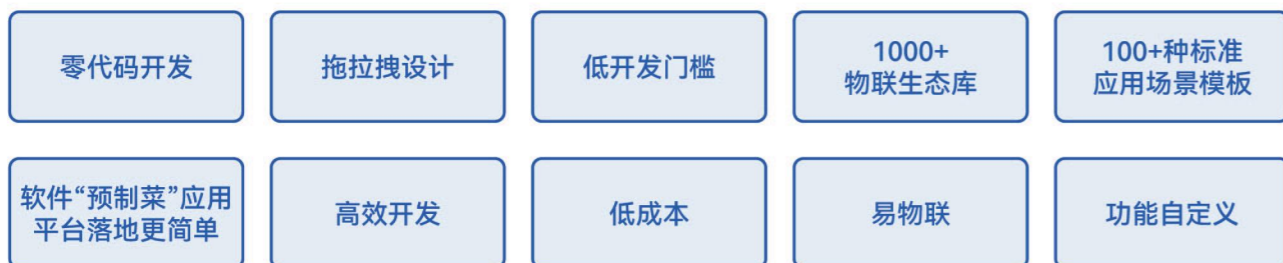 零代码开发
拖拉拽设计
低开发门槛
1000+
物联生态库
100+种标准
应用场景模板
软件“预制菜”应用
平台落地更简单
高效开发
低成本
易物联
功能自定义